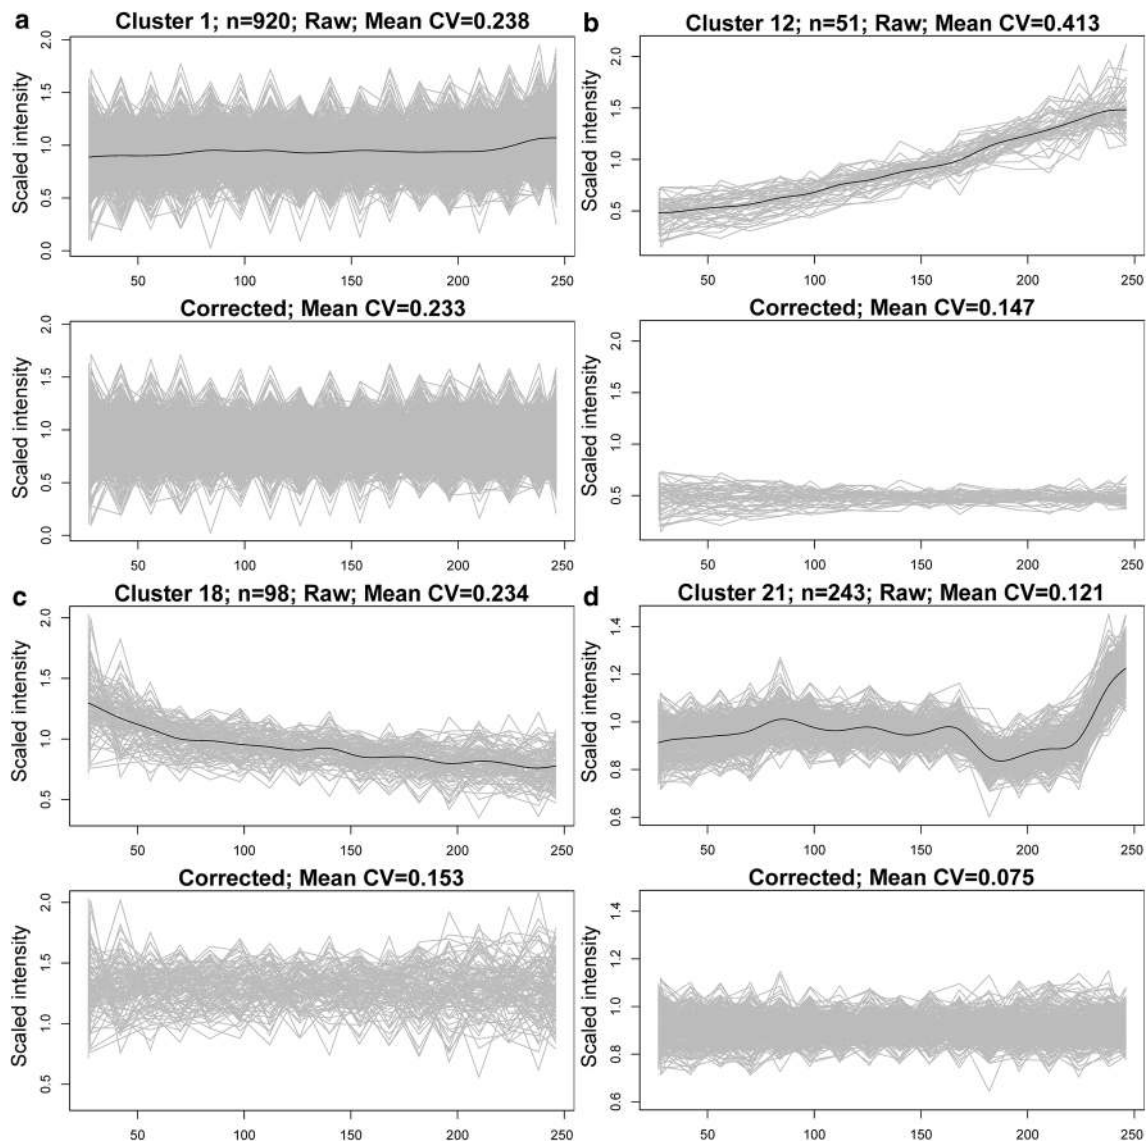 a Cluster 1; n=920; Raw; Mean CV=0.238
Scaled intensity
0.0 0.5 1.0 1.5 2.0
50 100 150 200 250
Corrected; Mean CV=0.233
Scaled intensity
0.0 0.5 1.0 1.5 2.0
50 100 150 200 250
b Cluster 12; n=51; Raw; Mean CV=0.413
Scaled intensity
0.5 1.0 1.5 2.0
50 100 150 200 250
Corrected; Mean CV=0.147
Scaled intensity
0.5 1.0 1.5 2.0
50 100 150 200 250
c Cluster 18; n=98; Raw; Mean CV=0.234
Scaled intensity
0.5 1.0 1.5 2.0
50 100 150 200 250
Corrected; Mean CV=0.153
Scaled intensity
0.5 1.0 1.5 2.0
50 100 150 200 250
d Cluster 21; n=243; Raw; Mean CV=0.121
Scaled intensity
0.6 0.8 1.0 1.2 1.4
50 100 150 200 250
Corrected; Mean CV=0.075
Scaled intensity
0.6 0.8 1.0 1.2 1.4
50 100 150 200 250